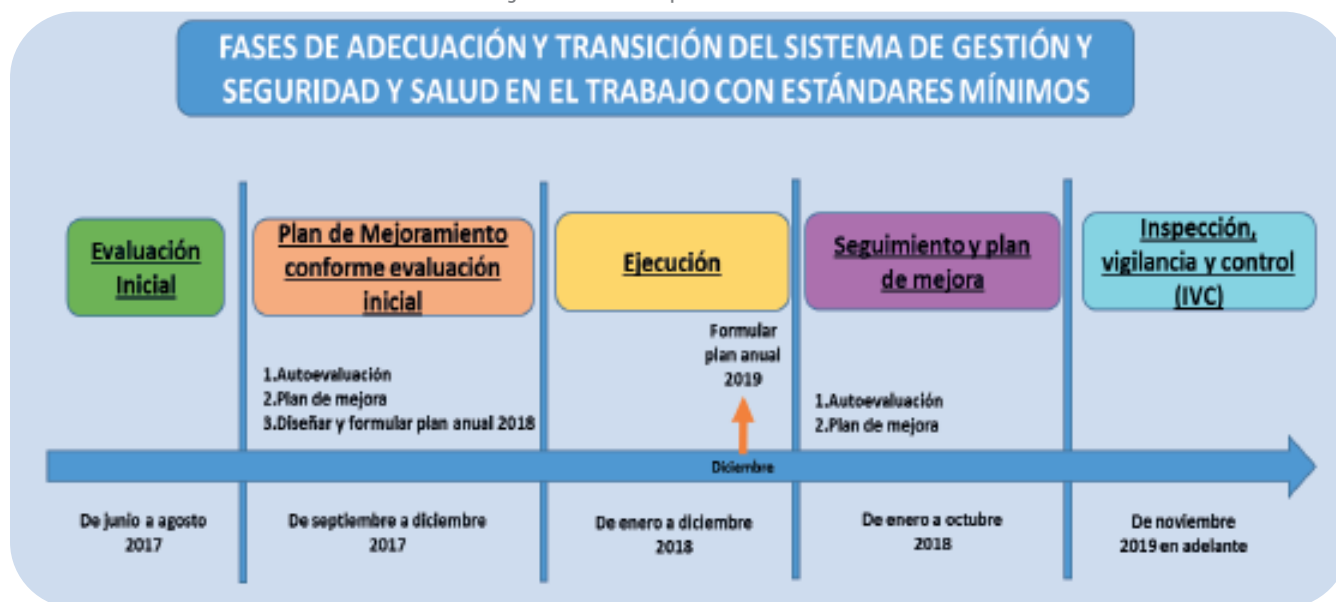 FASES DE ADECUACIÓN Y TRANSICIÓN DEL SISTEMA DE GESTIÓN Y
SEGURIDAD Y SALUD EN EL TRABAJO CON ESTÁNDARES MÍNIMOS
Evaluación
Inicial
Plan de Mejoramiento
conforme evaluación
inicial
Ejecución
Seguimiento y plan
de mejora
Inspección,
vigilancia y control
(IVC)
1.Autoevaluación
2.Plan de mejora
3.Diseñar y formular plan anual 2018
Formular
plan anual
2019
1.Autoevaluación
2.Plan de mejora
Diciembre
De junio a agosto
2017
De septiembre a diciembre
2017
De enero a diciembre
2018
De enero a octubre
2018
De noviembre
2019 en adelante